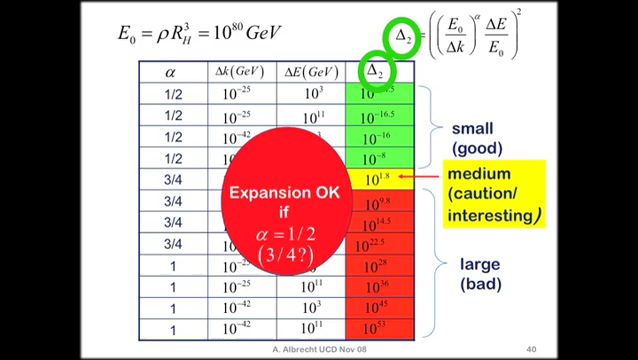 E₀ = ρ R_H³ = 10⁸⁰ GeV
Δ₂ = ((E₀/Δk)^α ΔE/E₀)²
α Δk(GeV) ΔE(GeV) Δ₂
1/2 10⁻²⁵ 10³
1/2 10⁻²⁵ 10¹¹ 10⁻¹⁶·⁵
1/2 10⁻⁴² 10⁻¹⁶
1/2 10⁻⁸
3/4 10¹·⁸
3/4 10⁹·⁸
3/4 10¹⁴·⁵
3/4 10²²·⁵
1 10²⁸
1 10⁻²⁵ 10¹¹ 10³⁶
1 10⁻⁴² 10³ 10⁴⁵
1 10⁻⁴² 10¹¹ 10⁵³
Expansion OK
if
α = 1/2
(3/4?)
small
(good)
medium
(caution/
interesting)
large
(bad)
A. Albrecht UCD Nov 08
40